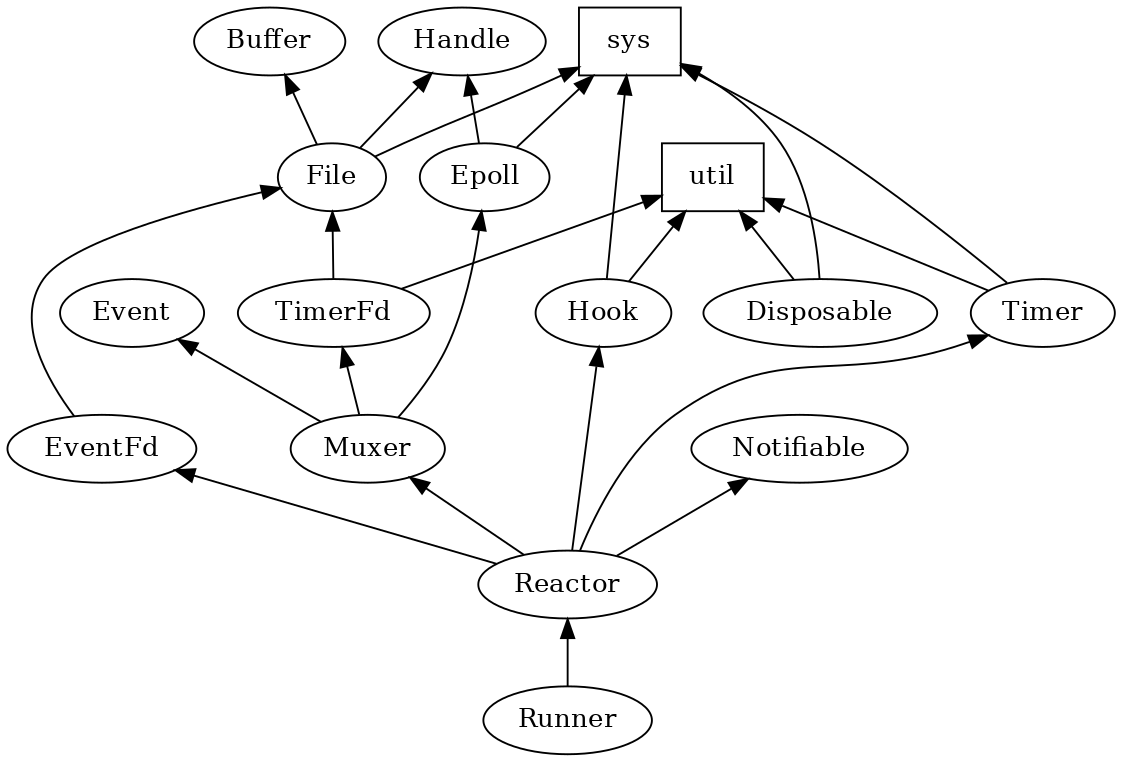 Buffer
Handle
sys
File
Epoll
util
Event
TimerFd
Hook
Disposable
Timer
EventFd
Muxer
Notifiable
Reactor
Runner